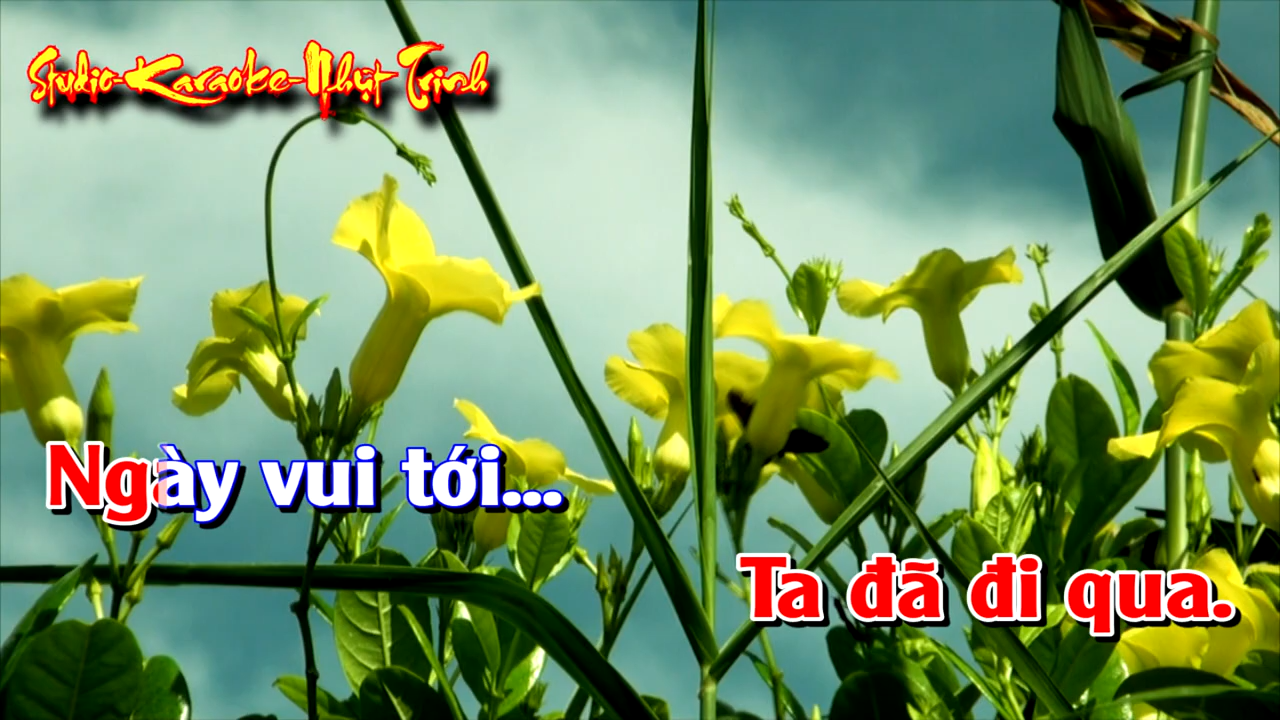 Studio-Karaoke-Nhựt Trinh
Ngày vui tới...
Ta đã đi qua.